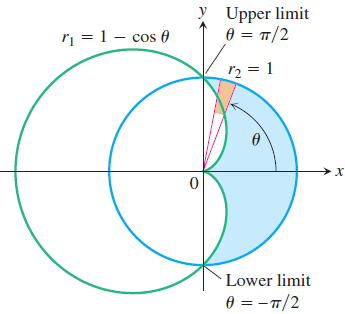 y
Upper limit
θ = π/2
r₁ = 1 − cos θ
r₂ = 1
θ
x
0
Lower limit
θ = −π/2